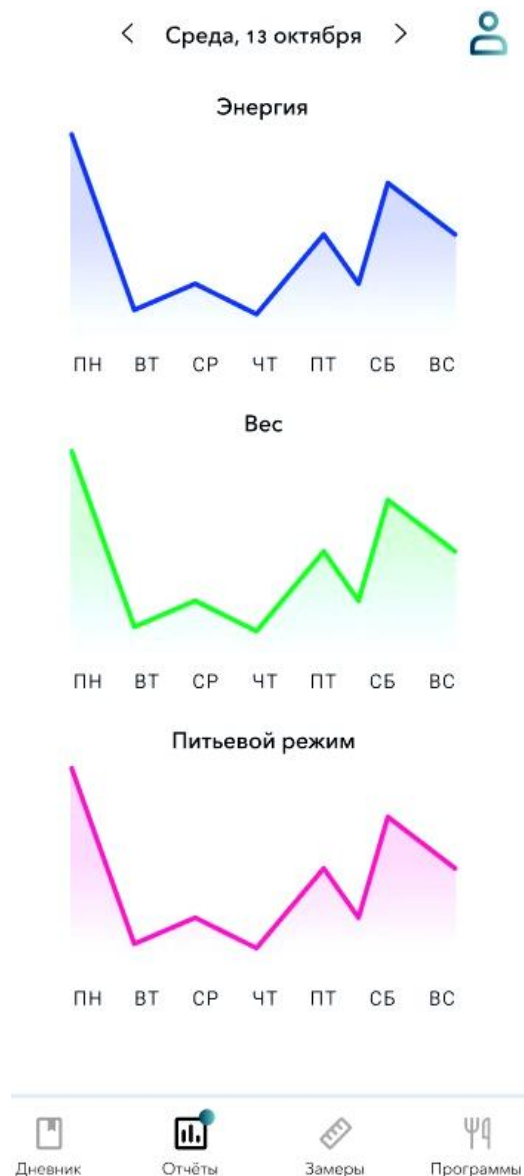 Среда, 13 октября
Энергия
ПН ВТ СР ЧТ ПТ СБ ВС
Вес
ПН ВТ СР ЧТ ПТ СБ ВС
Питьевой режим
ПН ВТ СР ЧТ ПТ СБ ВС
Дневник Отчёты Замеры Программы